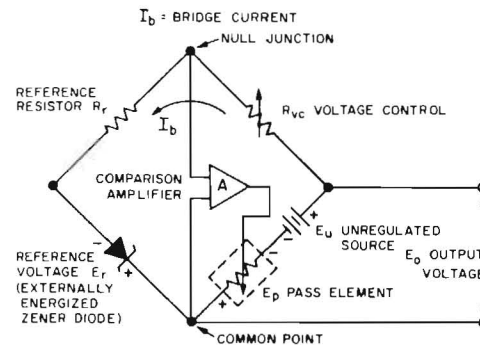 I_b = BRIDGE CURRENT
NULL JUNCTION
REFERENCE
RESISTOR R_r
I_b
R_vc VOLTAGE CONTROL
COMPARISON
AMPLIFIER
A
+
E_u UNREGULATED
SOURCE
-
-
E_o OUTPUT
VOLTAGE
REFERENCE
VOLTAGE E_r
(EXTERNALLY
ENERGIZED
ZENER DIODE)
-
+
E_p PASS ELEMENT
+
COMMON POINT